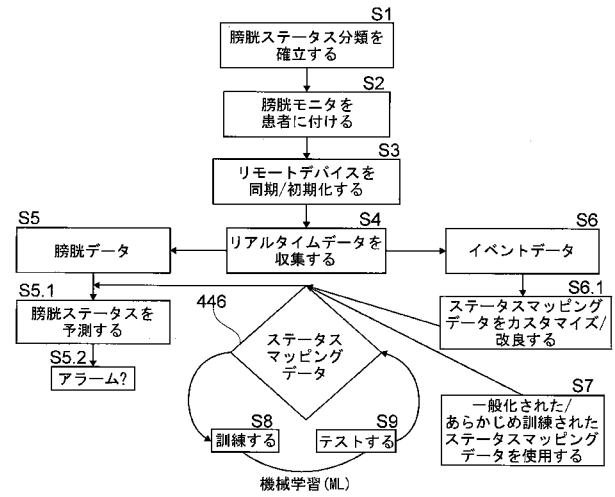 S1
膀胱ステータス分類を
確立する
S2
膀胱モニタを
患者に付ける
S3
リモートデバイスを
同期/初期化する
S4
リアルタイムデータを
収集する
S5
膀胱データ
S6
イベントデータ
S5.1
膀胱ステータスを
予測する
S5.2
アラーム?
S6.1
ステータスマッピング
データをカスタマイズ/
改良する
446
ステータス
マッピング
データ
S7
一般化された/
あらかじめ訓練された
ステータスマッピング
データを使用する
S8
訓練する
S9
テストする
機械学習(ML)